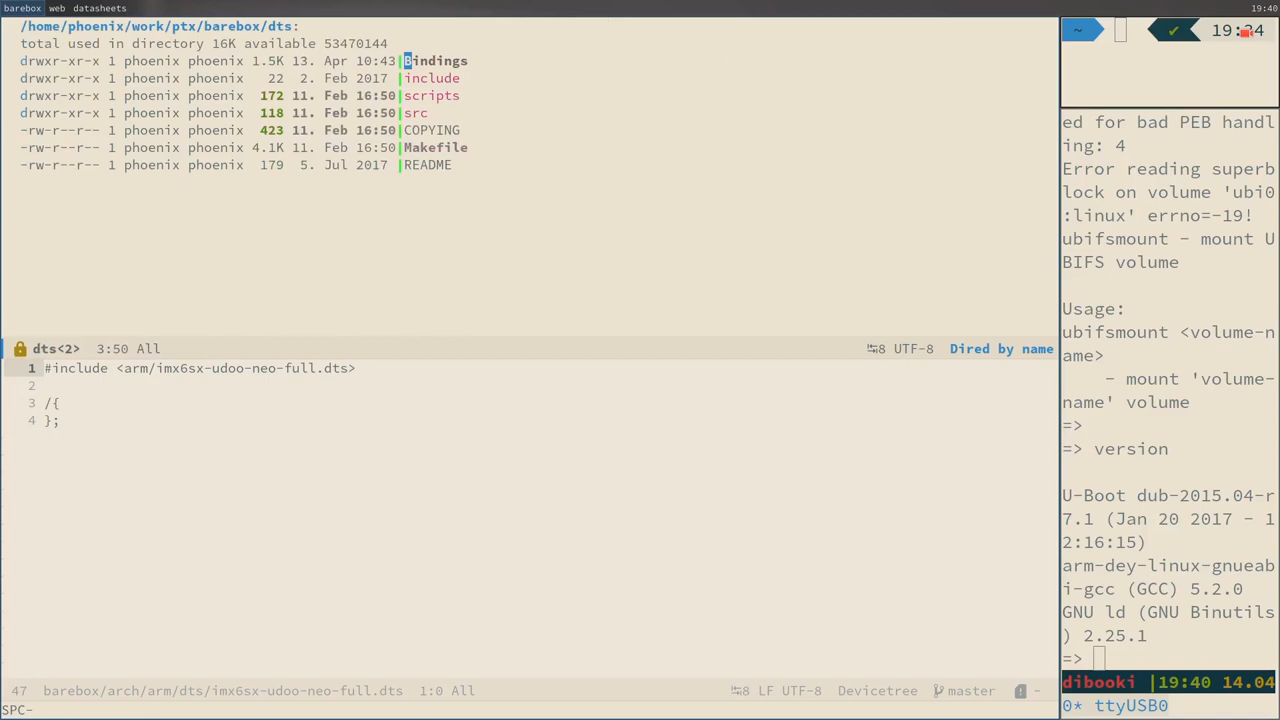 barebox web datasheets 19:40
/home/phoenix/work/ptx/barebox/dts:
total used in directory 16K available 53470144
drwxr-xr-x 1 phoenix phoenix 1.5K 13. Apr 10:43 Bindings
drwxr-xr-x 1 phoenix phoenix 22 2. Feb 2017 include
drwxr-xr-x 1 phoenix phoenix 172 11. Feb 16:50 scripts
drwxr-xr-x 1 phoenix phoenix 118 11. Feb 16:50 src
-rw-r--r-- 1 phoenix phoenix 423 11. Feb 16:50 COPYING
-rw-r--r-- 1 phoenix phoenix 4.1K 11. Feb 16:50 Makefile
-rw-r--r-- 1 phoenix phoenix 179 5. Jul 2017 README
dts<2> 3:50 All 8 UTF-8 Dired by name
1 #include <arm/imx6sx-udoo-neo-full.dts>
2
3 /{
4 };
47 barebox/arch/arm/dts/imx6sx-udoo-neo-full.dts 1:0 All 8 LF UTF-8 Devicetree master -
SPC-
~ ✔
ed for bad PEB handl
ing: 4
Error reading superb
lock on volume 'ubi0
:linux' errno=-19!
ubifsmount - mount U
BIFS volume
Usage:
ubifsmount <volume-n
ame>
- mount 'volume-
name' volume
=>
=> version
U-Boot dub-2015.04-r
7.1 (Jan 20 2017 - 1
2:16:15)
arm-dey-linux-gnueab
i-gcc (GCC) 5.2.0
GNU ld (GNU Binutils
) 2.25.1
=>
dibooki |19:40 14.04
0* ttyUSB0